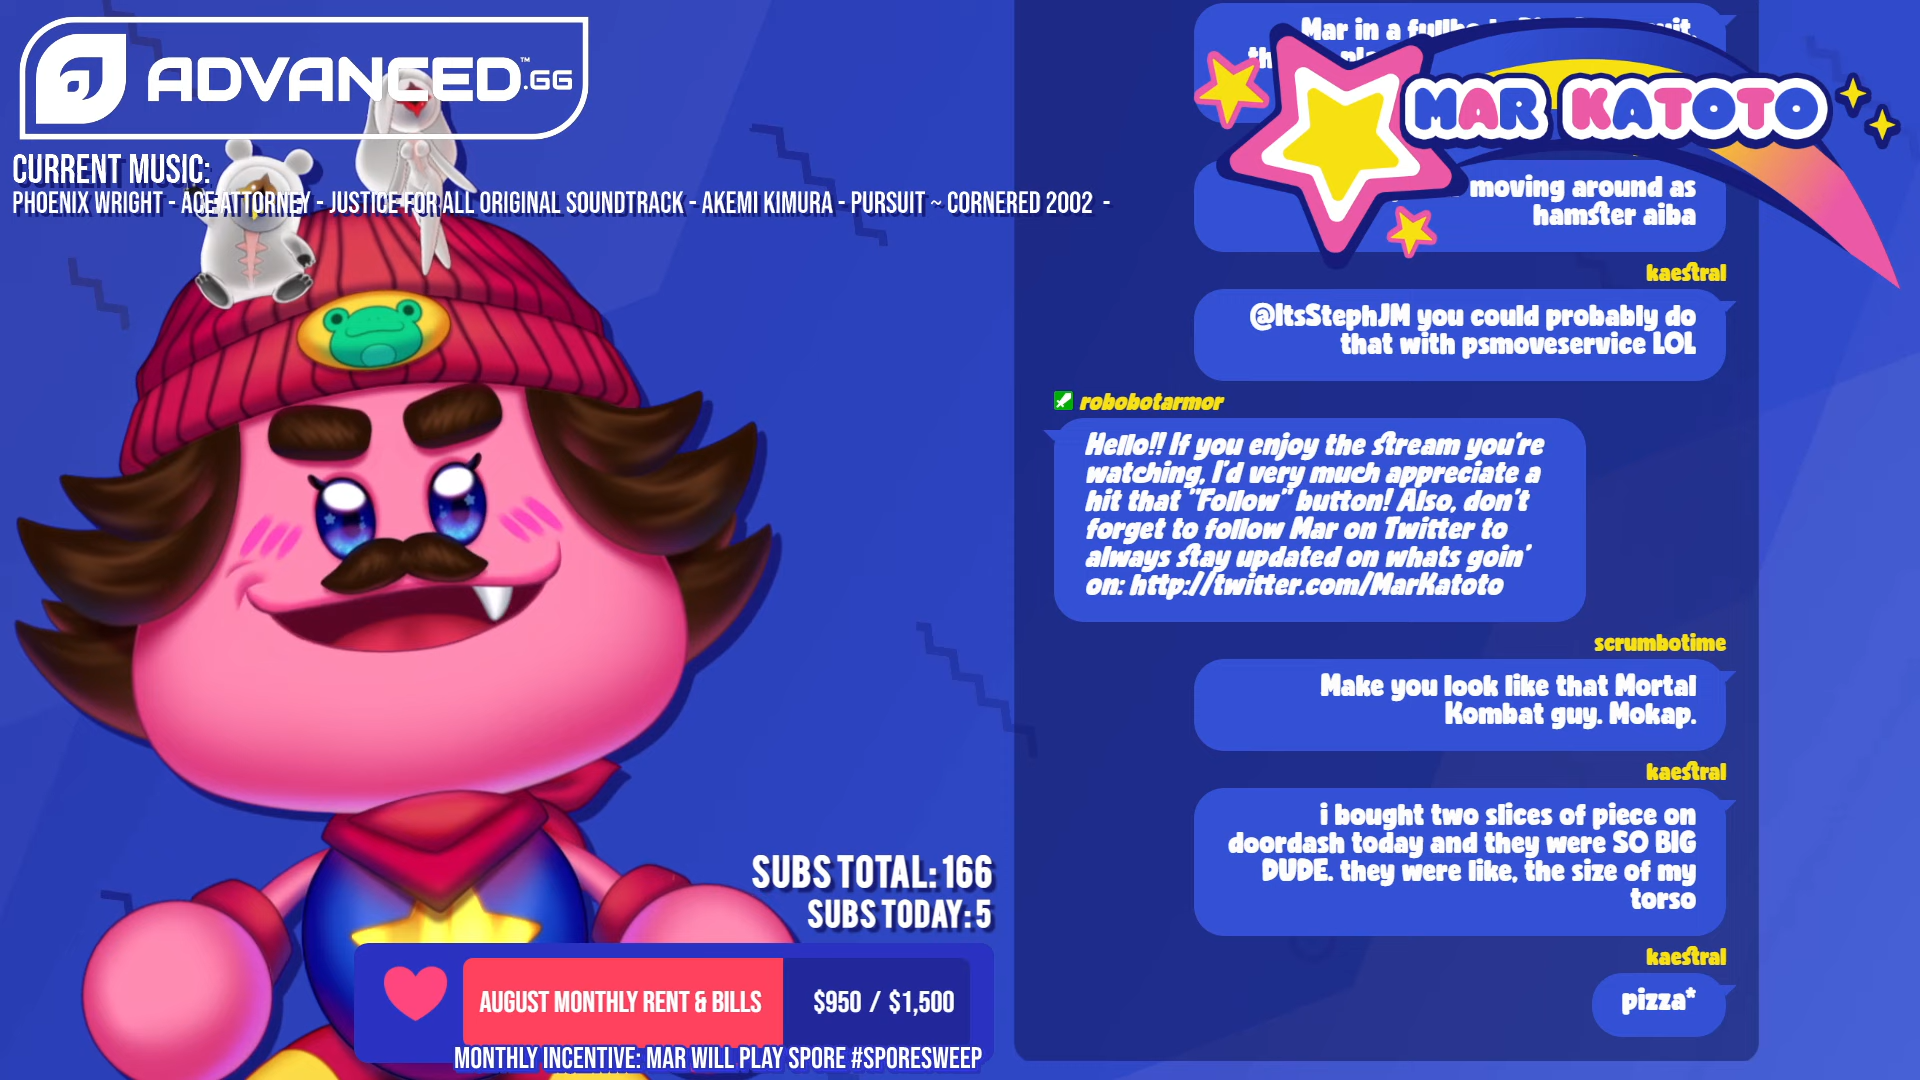 ADVANCED™.GG
CURRENT MUSIC:
PHOENIX WRIGHT - ACE ATTORNEY - JUSTICE FOR ALL ORIGINAL SOUNDTRACK - AKEMI KIMURA - PURSUIT ~ CORNERED 2002 -
Mar in a
MAR KATOTO
moving around as
hamster aiba
kaestral
@ItsStephJM you could probably do
that with psmoveservice LOL
robobotarmor
Hello!! If you enjoy the stream you're
watching, I'd very much appreciate a
hit that "Follow" button! Also, don't
forget to follow Mar on Twitter to
always stay updated on whats goin'
on: http://twitter.com/MarKatoto
scrumbotime
Make you look like that Mortal
Kombat guy. Mokap.
kaestral
i bought two slices of piece on
doordash today and they were SO BIG
DUDE. they were like, the size of my
torso
kaestral
pizza*
SUBS TOTAL: 166
SUBS TODAY: 5
AUGUST MONTHLY RENT & BILLS
$950 / $1,500
MONTHLY INCENTIVE: MAR WILL PLAY SPORE #SPORESWEEP